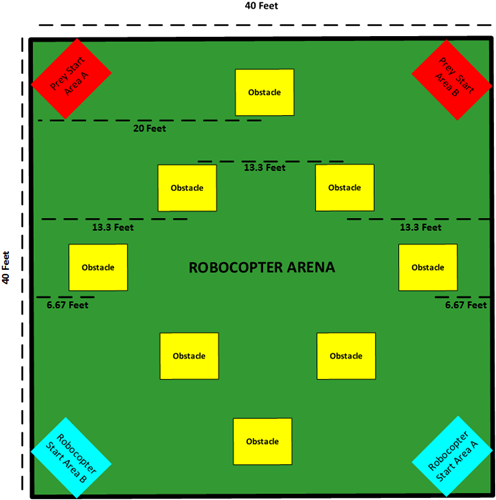 40 Feet
Prey Start
Area A
Prey Start
Area B
Obstacle
20 Feet
13.3 Feet
Obstacle
Obstacle
13.3 Feet
13.3 Feet
40 Feet
Obstacle
ROBOCOPTER ARENA
Obstacle
6.67 Feet
6.67 Feet
Obstacle
Obstacle
Obstacle
Robocopter
Start Area B
Robocopter
Start Area A